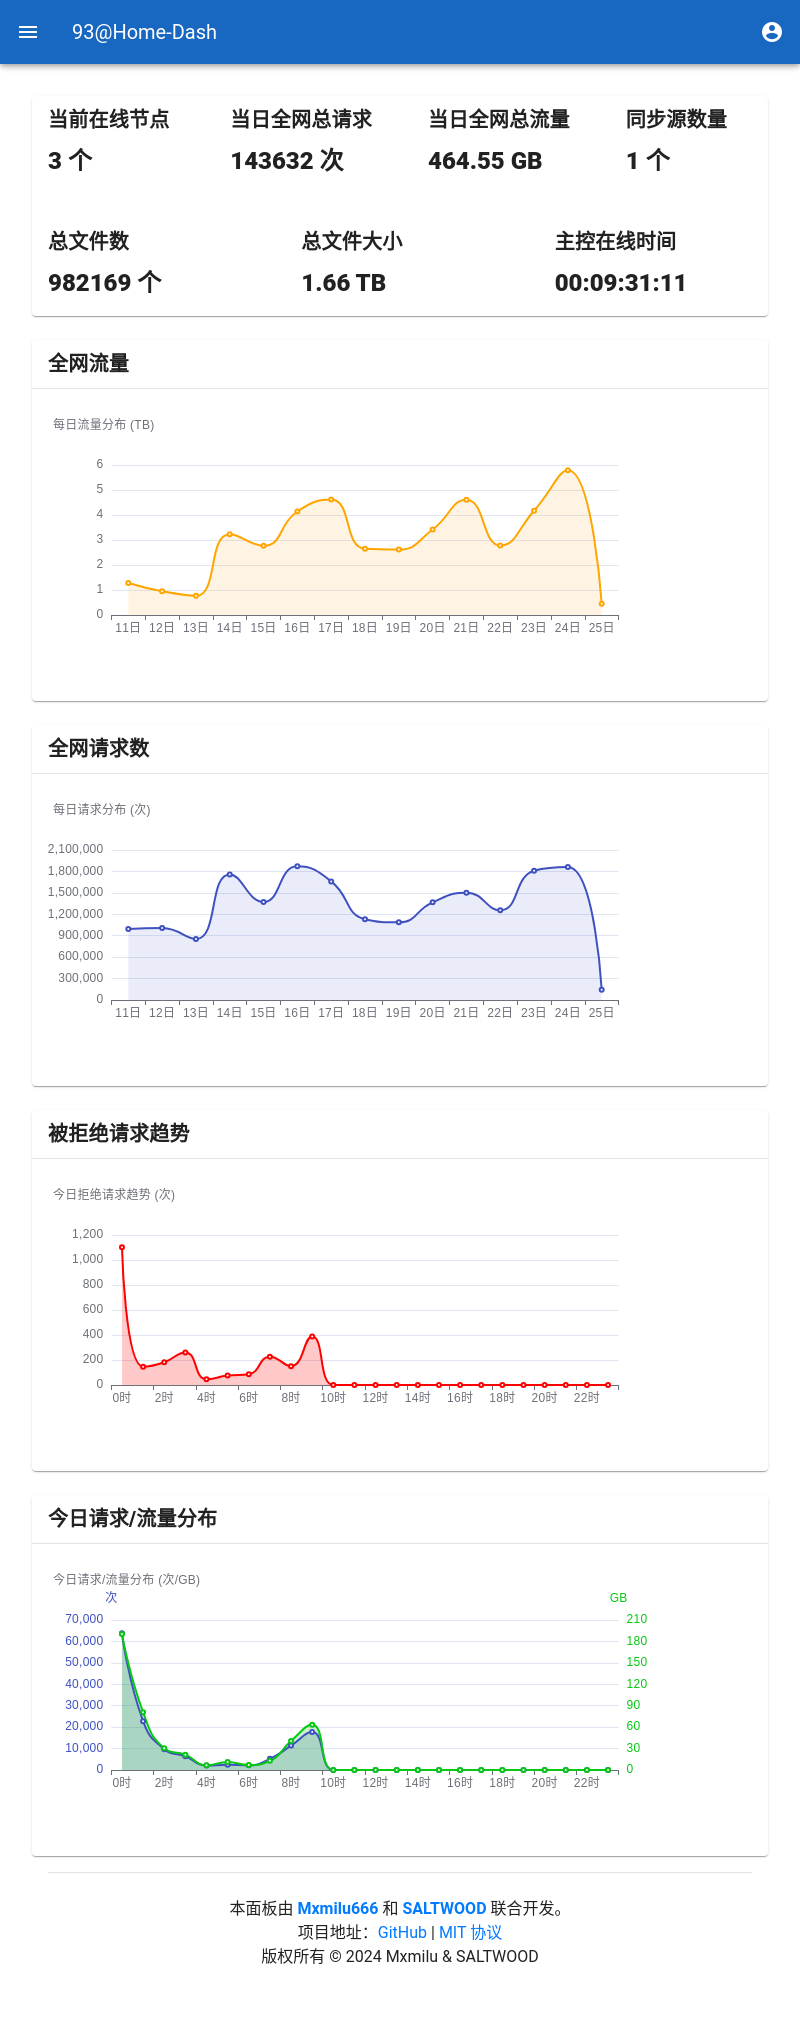 93@Home-Dash
当前在线节点 当日全网总请求 当日全网总流量 同步源数量
3 个 143632 次 464.55 GB 1 个
总文件数 总文件大小 主控在线时间
982169 个 1.66 TB 00:09:31:11
全网流量
每日流量分布 (TB)
6
5
4
3
2
1
0
11日 12日 13日 14日 15日 16日 17日 18日 19日 20日 21日 22日 23日 24日 25日
全网请求数
每日请求分布 (次)
2,100,000
1,800,000
1,500,000
1,200,000
900,000
600,000
300,000
0
11日 12日 13日 14日 15日 16日 17日 18日 19日 20日 21日 22日 23日 24日 25日
被拒绝请求趋势
今日拒绝请求趋势 (次)
1,200
1,000
800
600
400
200
0
0时 2时 4时 6时 8时 10时 12时 14时 16时 18时 20时 22时
今日请求/流量分布
今日请求/流量分布 (次/GB)
次 GB
70,000 210
60,000 180
50,000 150
40,000 120
30,000 90
20,000 60
10,000 30
0 0
0时 2时 4时 6时 8时 10时 12时 14时 16时 18时 20时 22时
本面板由 Mxmilu666 和 SALTWOOD 联合开发。
项目地址：GitHub | MIT 协议
版权所有 © 2024 Mxmilu & SALTWOOD